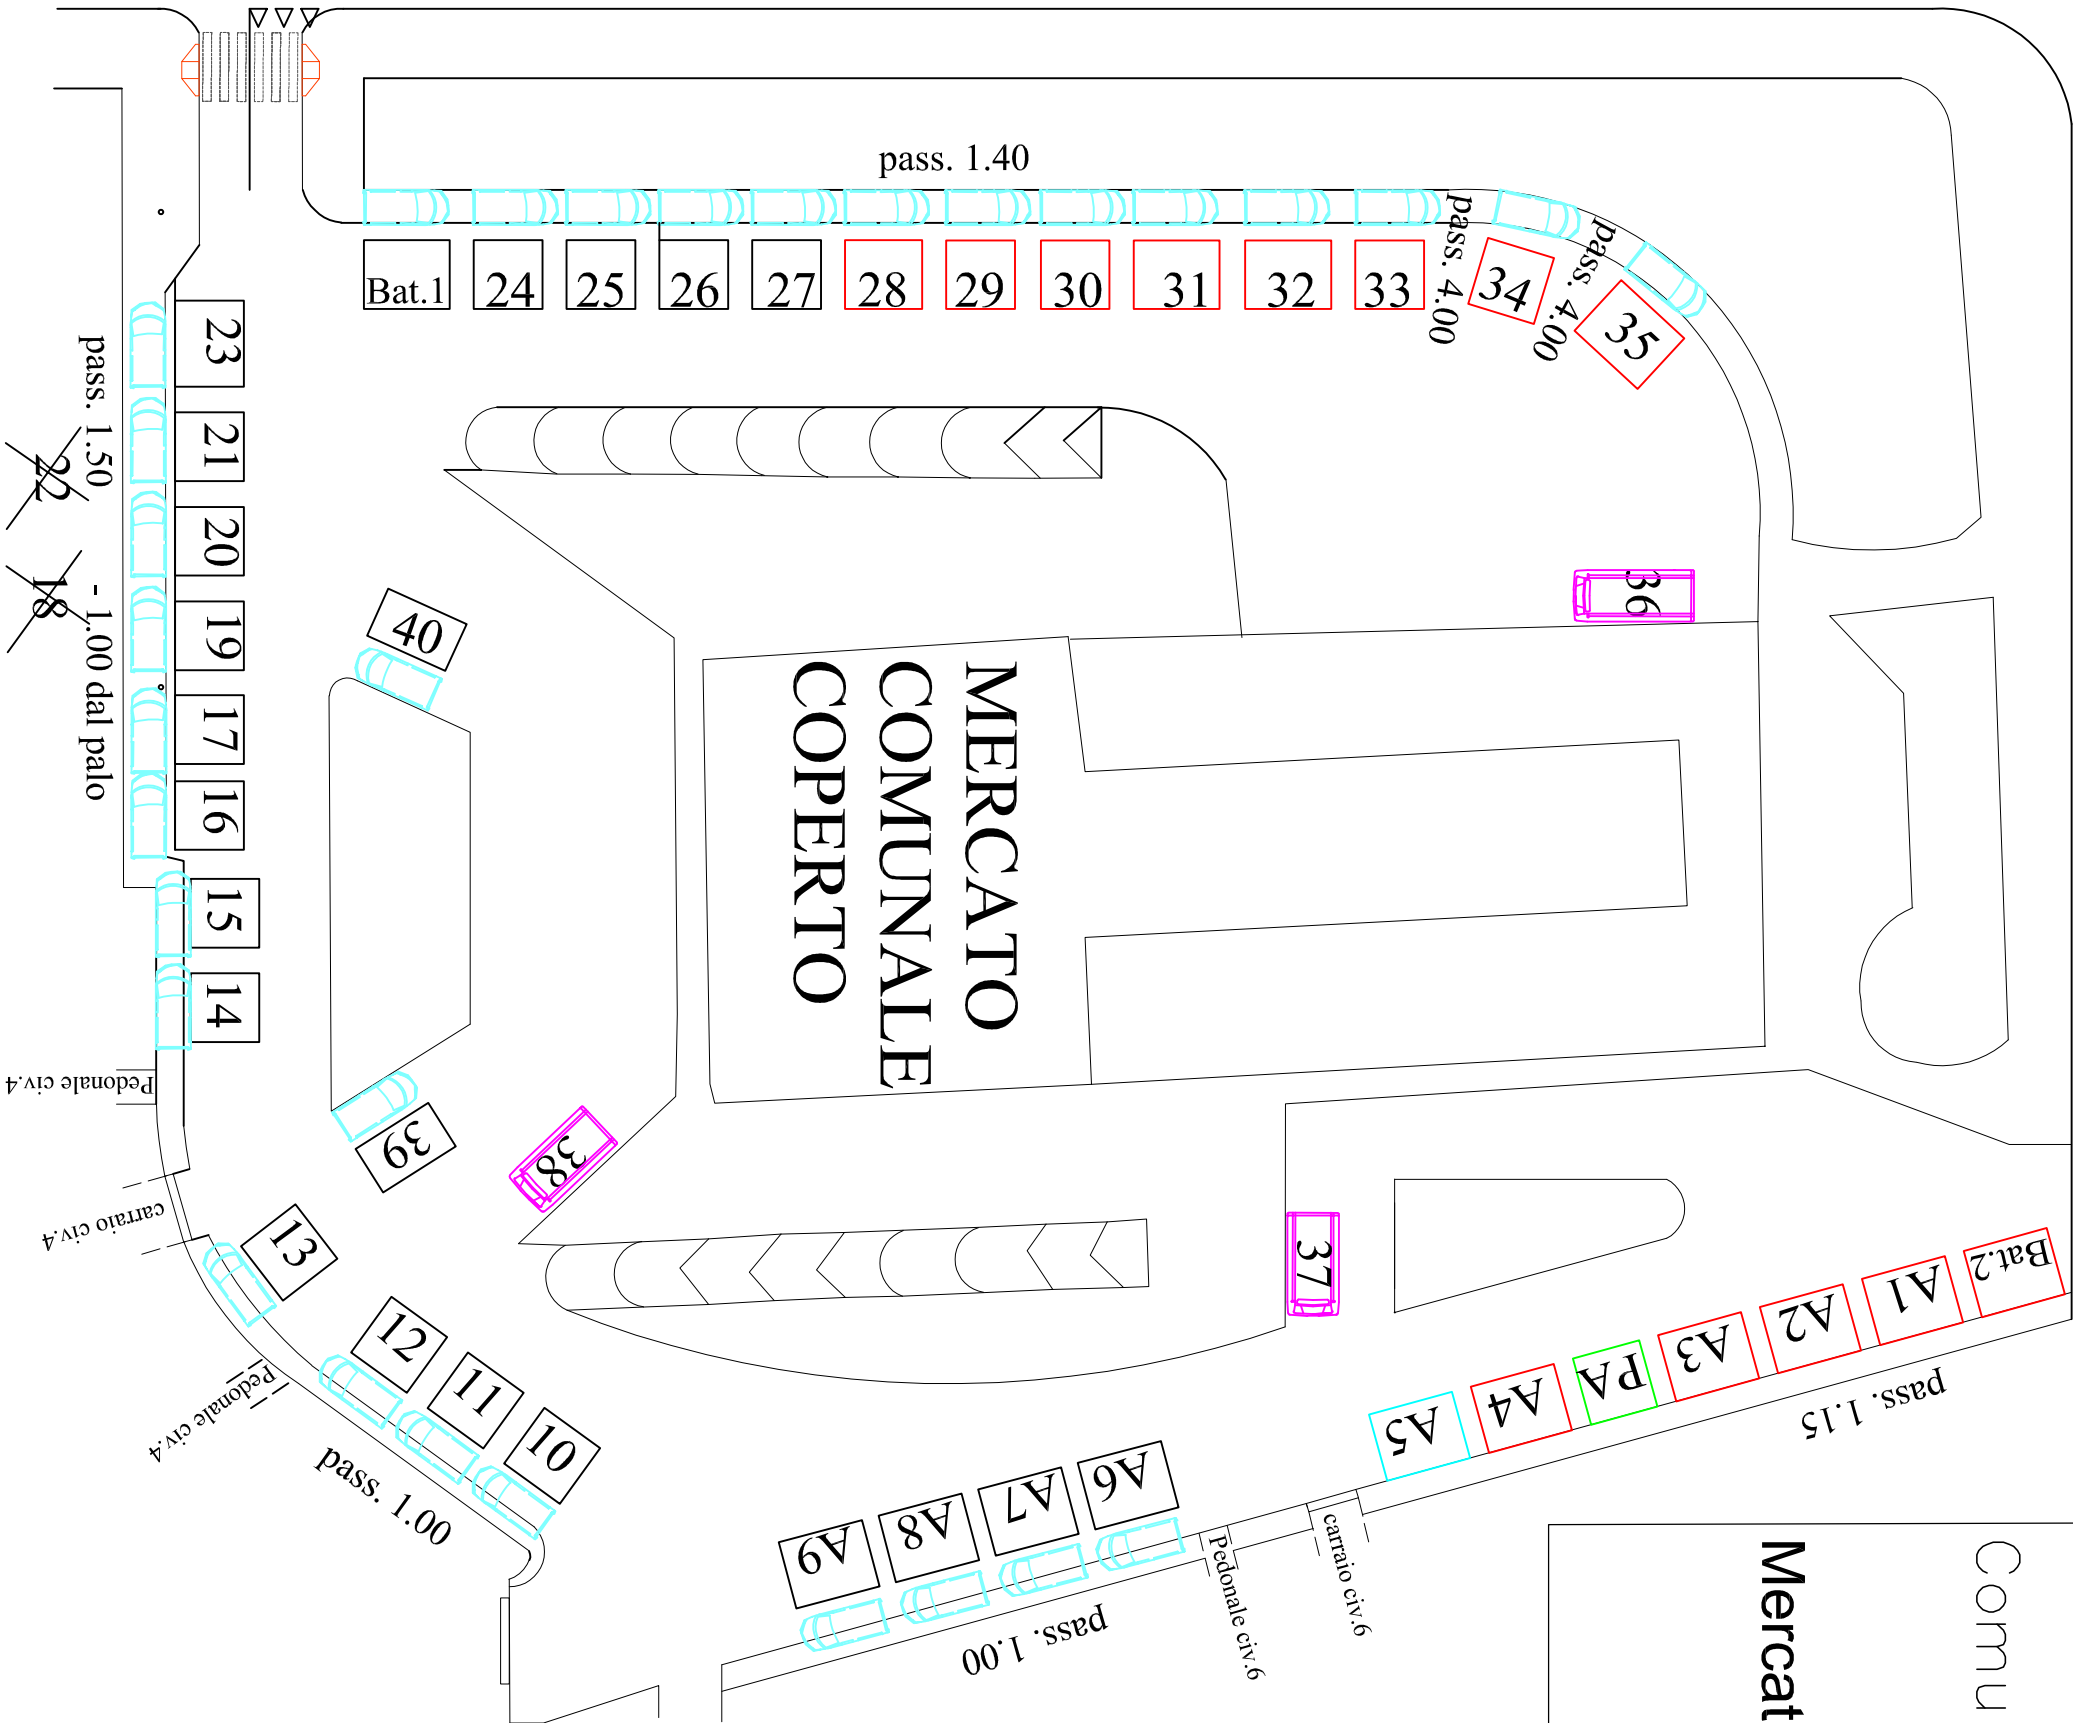 pass. 1.40
Bat.1
24
25
26
27
28
29
30
31
32
33
pass. 4.00
34
pass. 4.00
35
23
21
20
19
17
16
15
14
pass. 1.50 - 1.00 dal palo
22
18
40
39
38
36
37
MERCATO
COMUNALE
COPERTO
Pedonale civ.4
carraio civ.4
13
12
11
10
Pedonale civ.4
pass. 1.00
A9
A8
A7
A6
A5
A4
PA
A3
A2
A1
Bat.2
pass. 1.15
pass. 1.00
Pedonale civ.6
carraio civ.6
Comu
Mercat